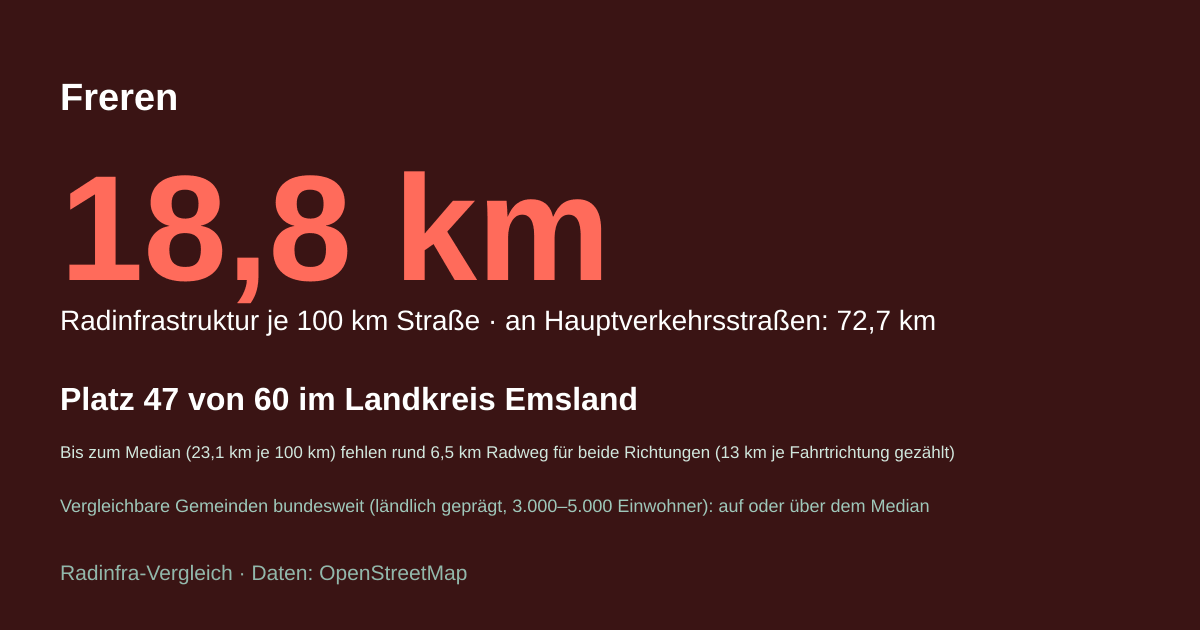 Freren
18,8 km
Radinfrastruktur je 100 km Straße · an Hauptverkehrsstraßen: 72,7 km
Platz 47 von 60 im Landkreis Emsland
Bis zum Median (23,1 km je 100 km) fehlen rund 6,5 km Radweg für beide Richtungen (13 km je Fahrtrichtung gezählt)
Vergleichbare Gemeinden bundesweit (ländlich geprägt, 3.000–5.000 Einwohner): auf oder über dem Median
Radinfra-Vergleich · Daten: OpenStreetMap